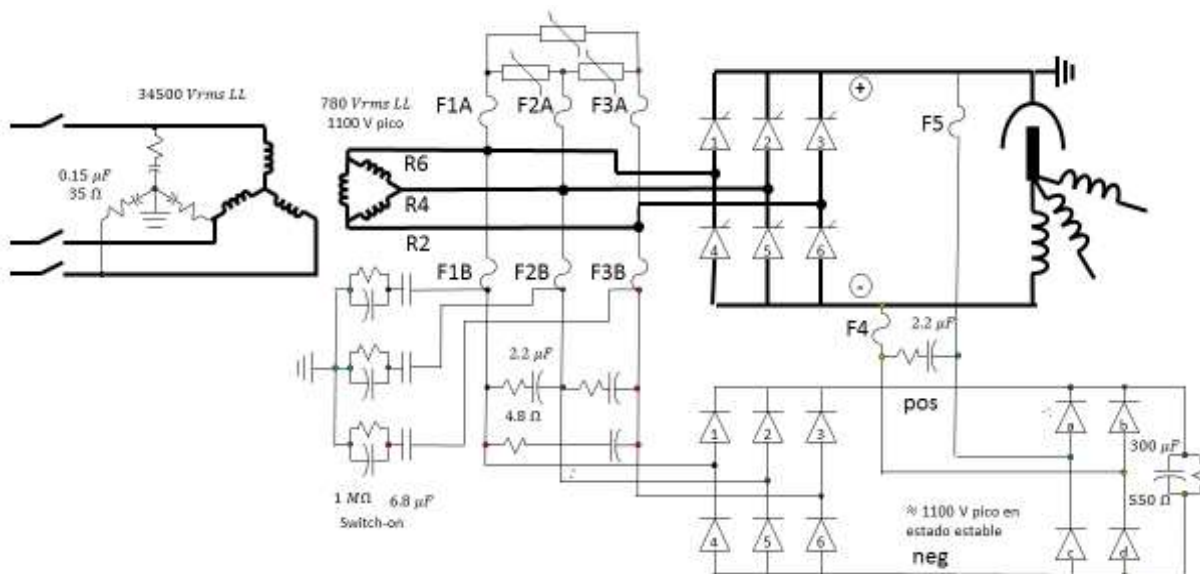 34500 Vrms LL
0.15 μF
35 Ω
780 Vrms LL
1100 V pico
F1A
F2A
F3A
R6
R4
R2
F1B
F2B
F3B
1
2
3
4
5
6
+
-
F5
F4
2.2 μF
2.2 μF
4.8 Ω
1 MΩ
6.8 μF
Switch-on
pos
1
2
3
4
5
6
a
b
c
d
300 μF
550 Ω
≈ 1100 V pico en
estado estable
neg